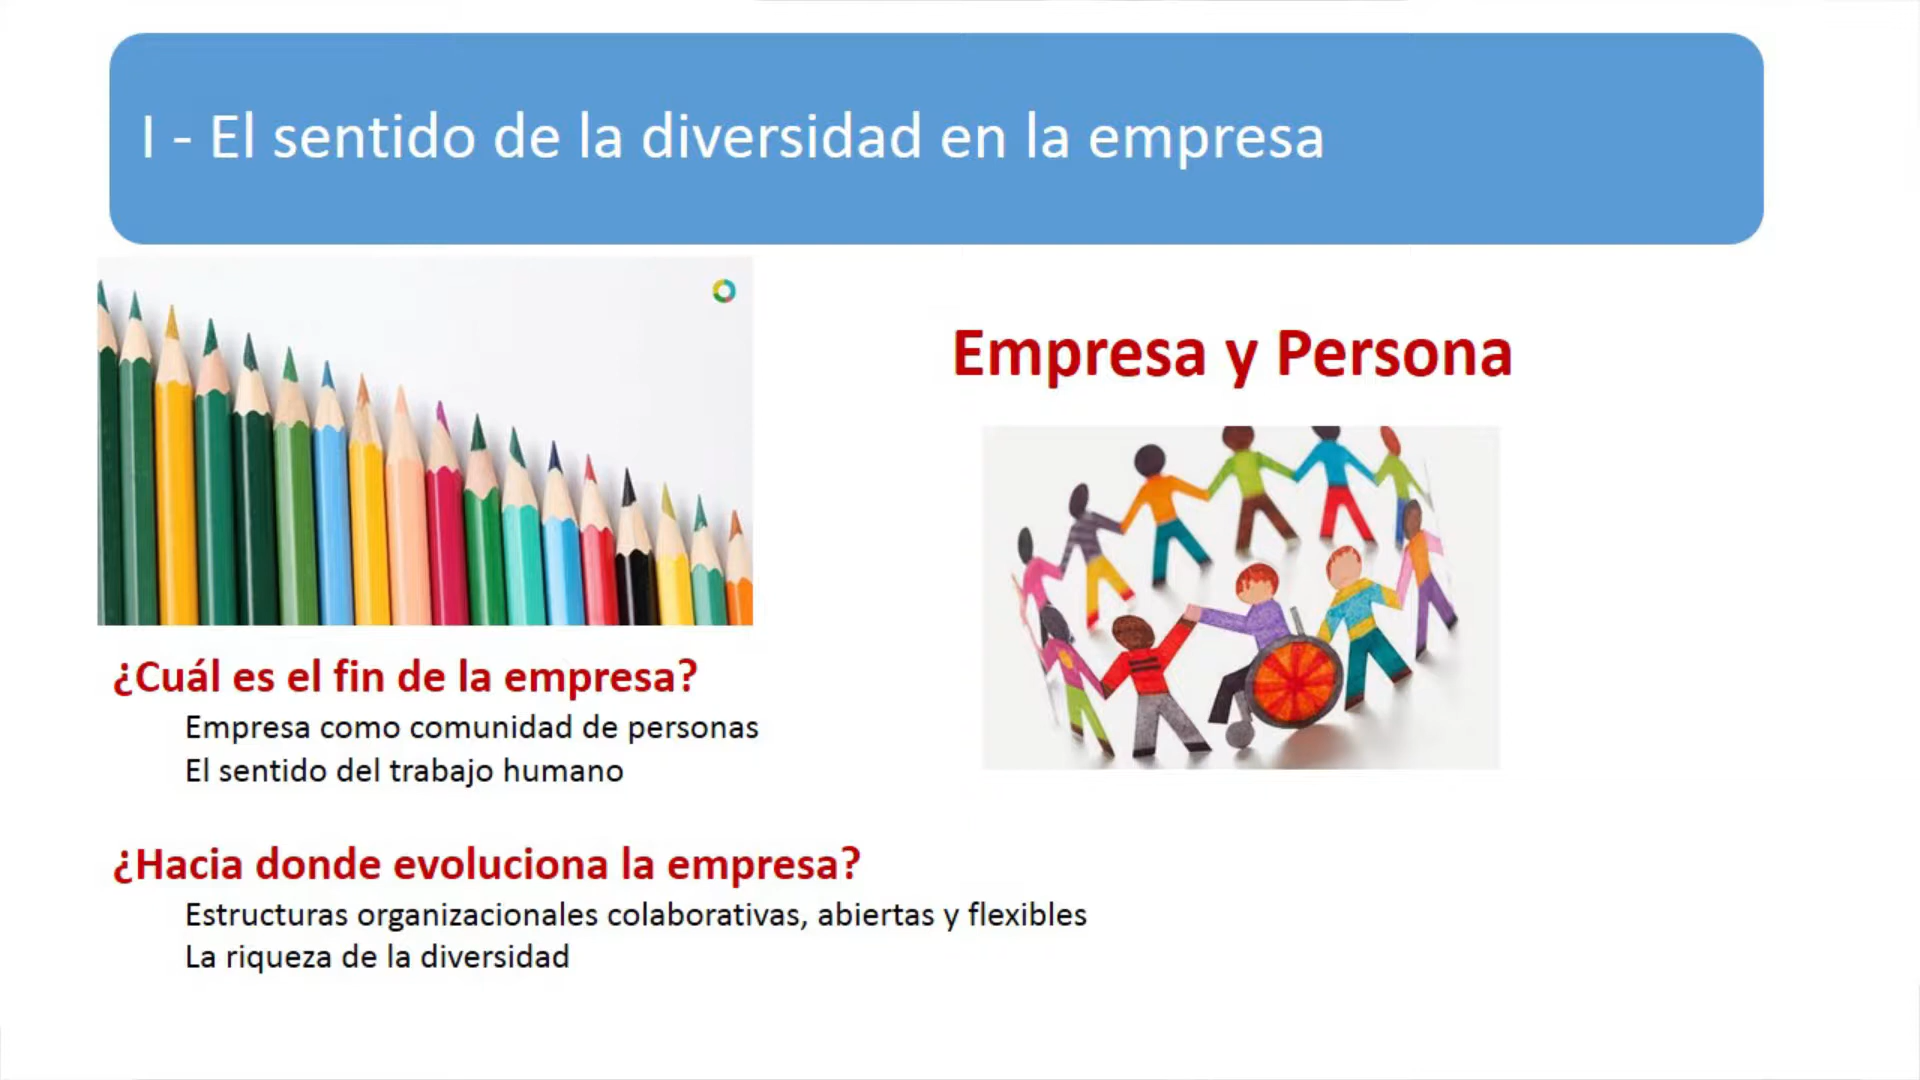 I - El sentido de la diversidad en la empresa
Empresa y Persona
¿Cuál es el fin de la empresa?
Empresa como comunidad de personas
El sentido del trabajo humano
¿Hacia donde evoluciona la empresa?
Estructuras organizacionales colaborativas, abiertas y flexibles
La riqueza de la diversidad